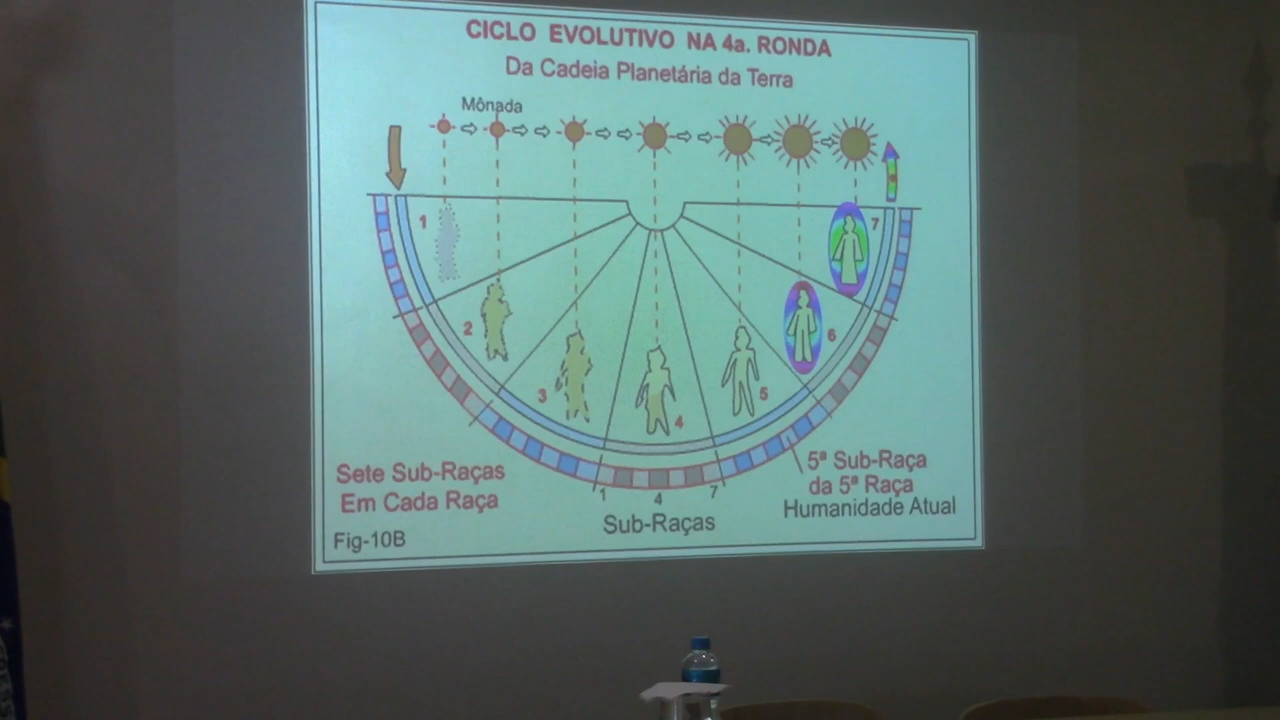 CICLO EVOLUTIVO NA 4a. RONDA
Da Cadeia Planetária da Terra
Mônada
1
2
3
4
5
6
7
Sete Sub-Raças
Em Cada Raça
1 4 7
Sub-Raças
5ª Sub-Raça
da 5ª Raça
Humanidade Atual
Fig-10B